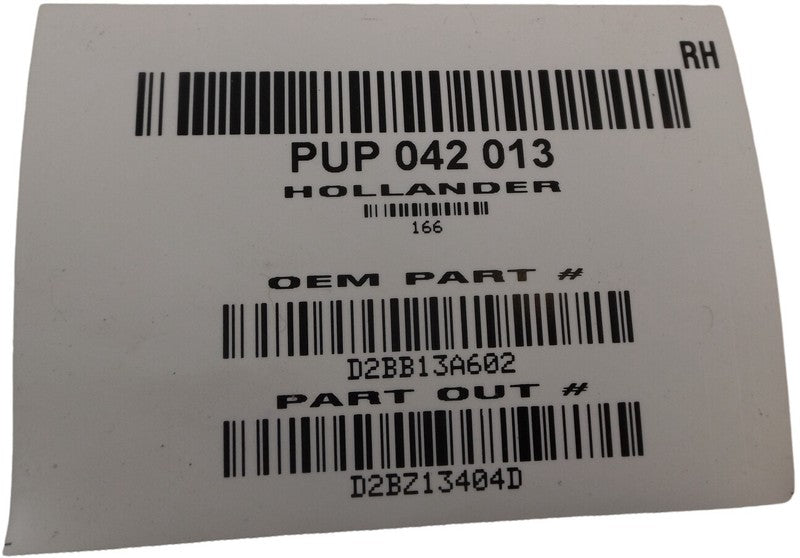 RH
PUP 042 013
HOLLANDER
166
OEM PART #
D2BB13A602
PART OUT #
D2BZ13404D